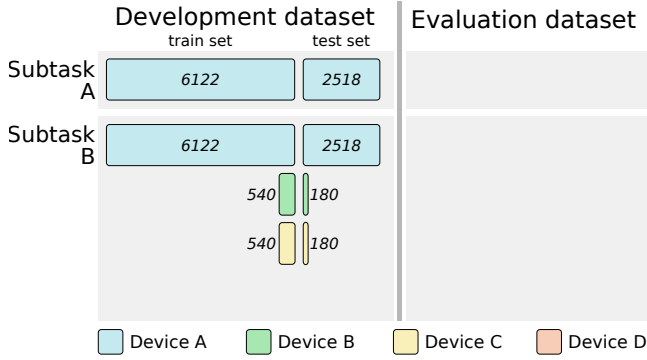 Development dataset
Evaluation dataset
train set
test set
Subtask
A
6122
2518
Subtask
B
6122
2518
540
180
540
180
Device A
Device B
Device C
Device D